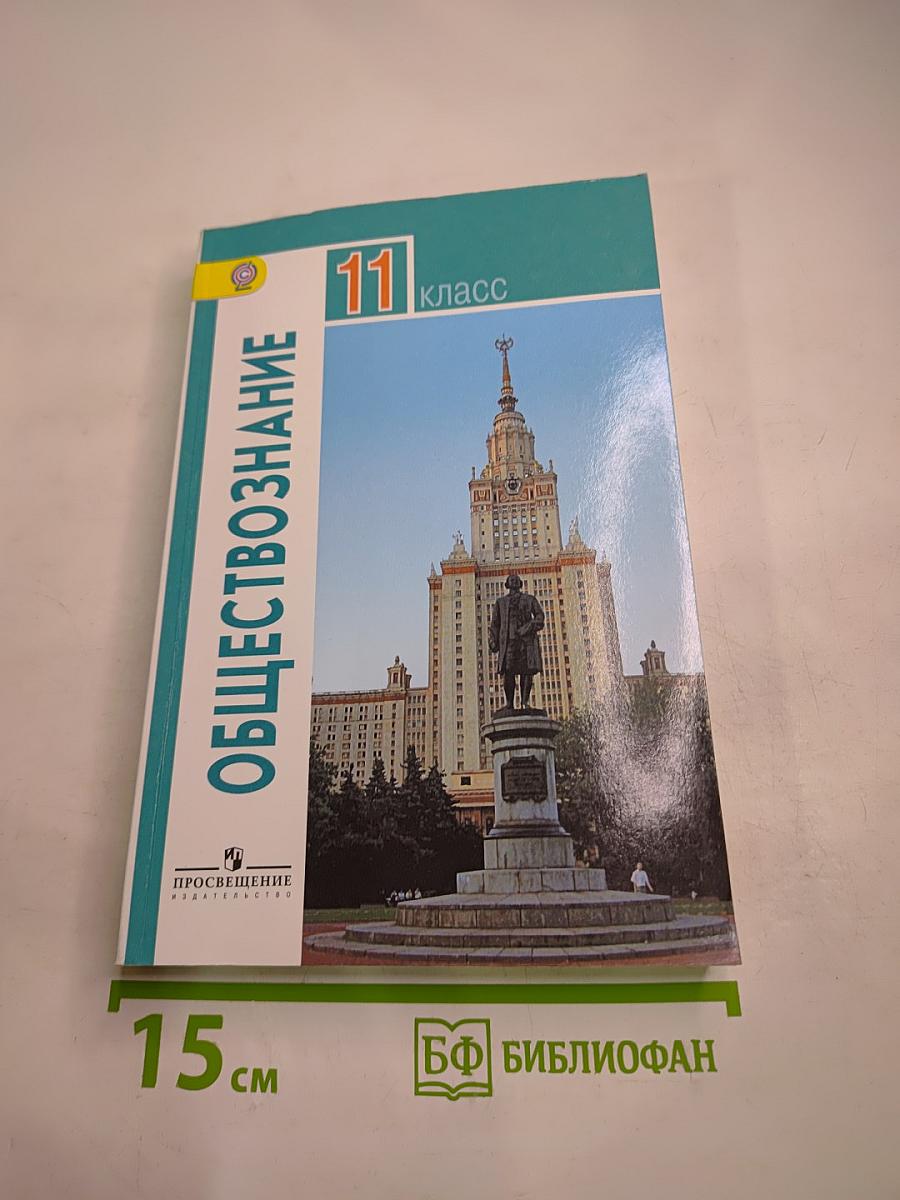 11 класс
ОБЩЕСТВОЗНАНИЕ
ПРОСВЕЩЕНИЕ
ИЗДАТЕЛЬСТВО
15 см
БФ БИБЛИОФАН